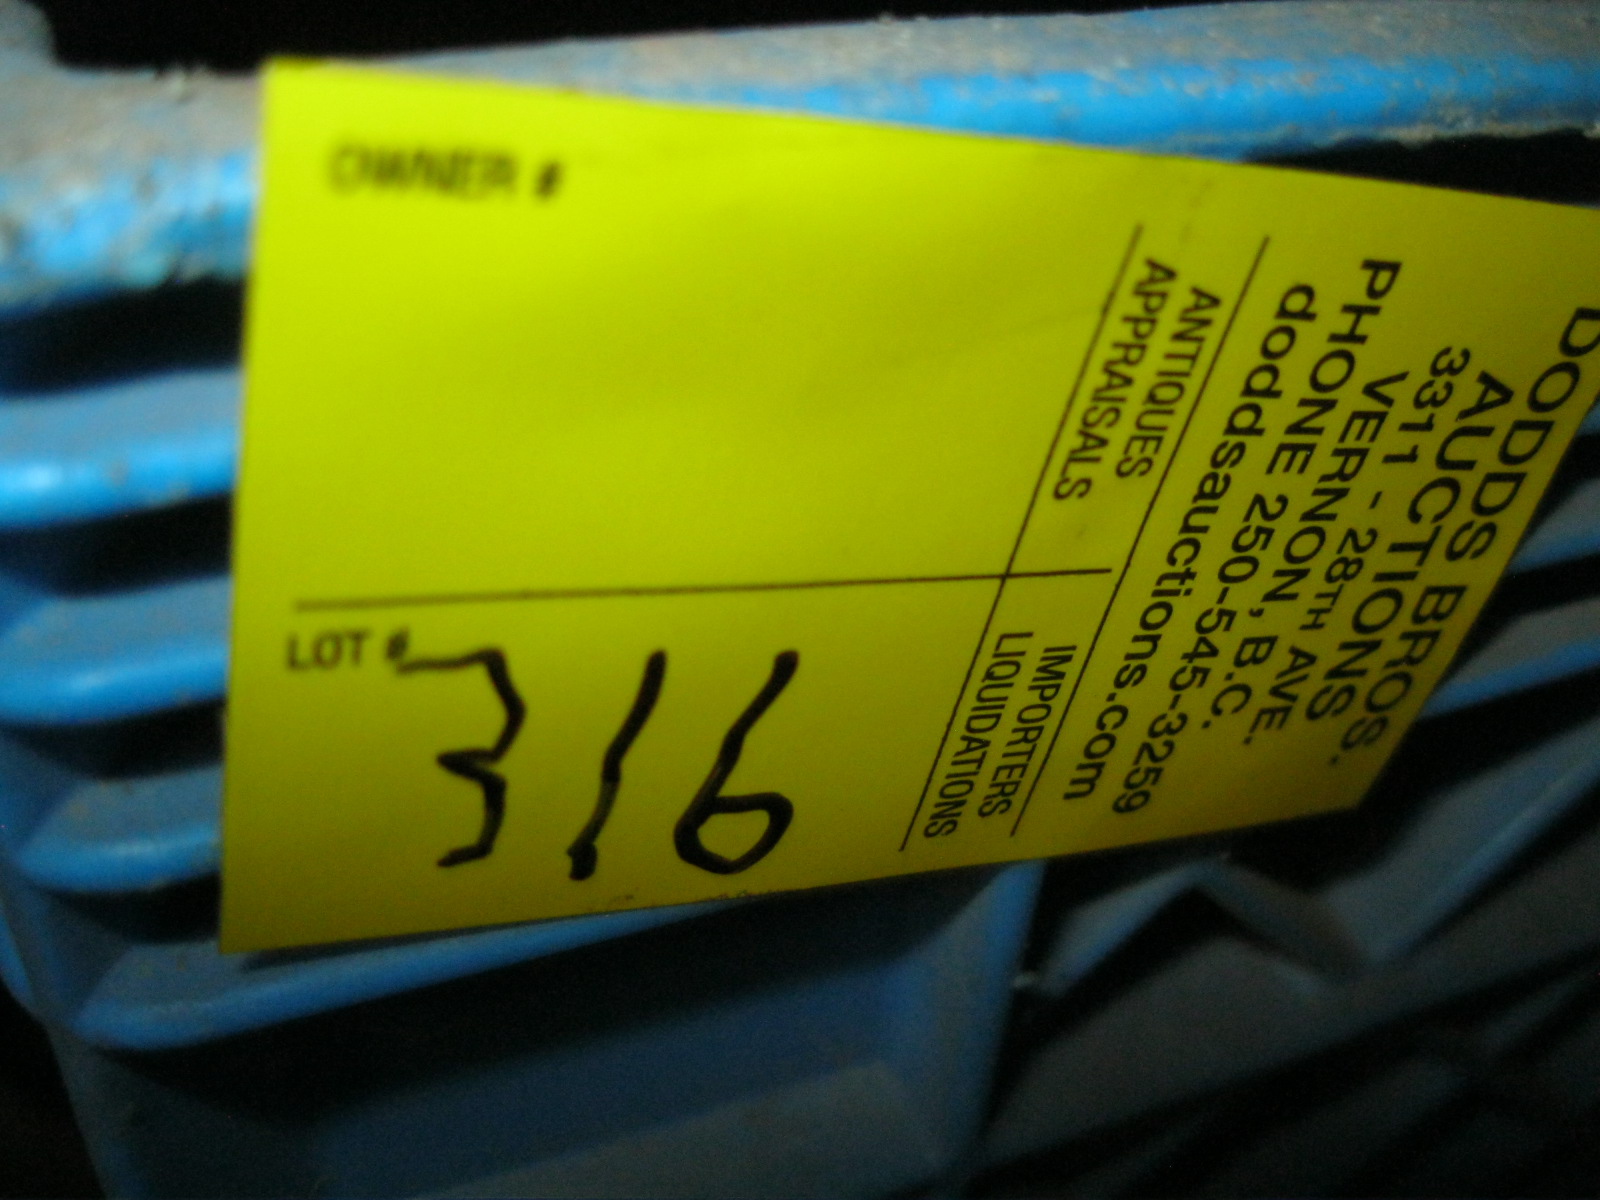 DODDS BROS.
AUCTIONS.
3311 - 28TH AVE.
VERNON, B.C.
PHONE 250-545-3259
doddsauctions.com
ANTIQUES
APPRAISALS
IMPORTERS
LIQUIDATIONS
OWNER #
LOT # 316